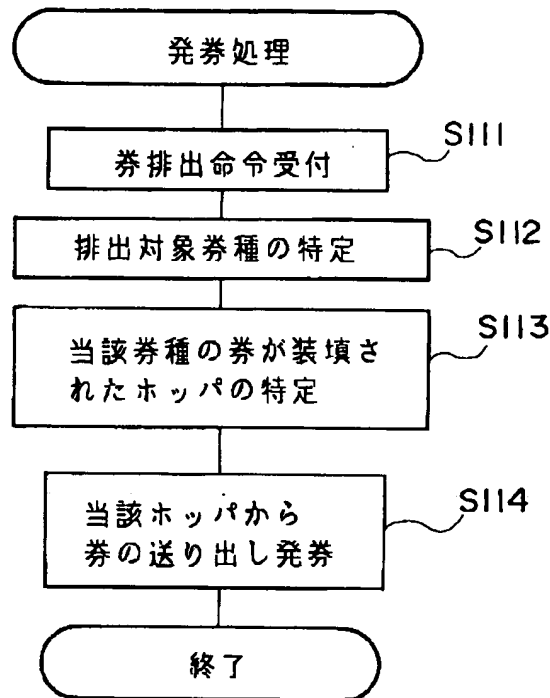 発券処理
券排出命令受付
S111
排出対象券種の特定
S112
当該券種の券が装填さ
れたホッパの特定
S113
当該ホッパから
券の送り出し発券
S114
終了